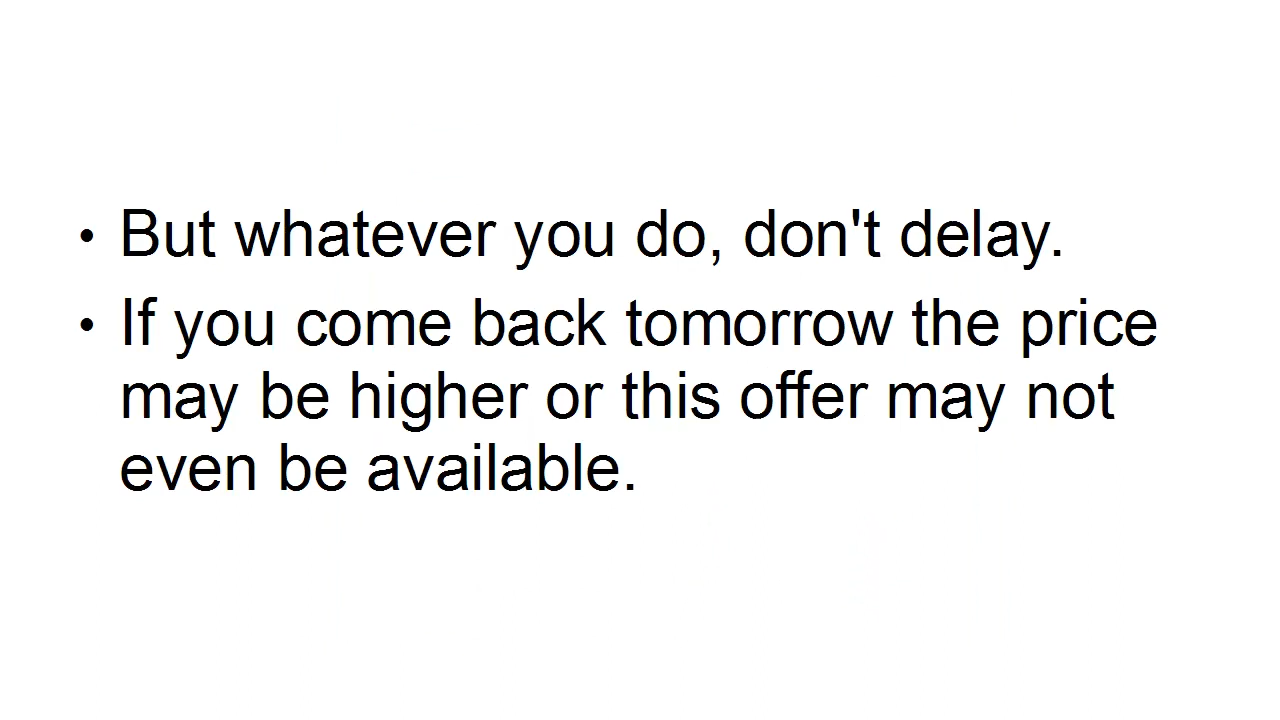 • But whatever you do, don't delay.
• If you come back tomorrow the price
may be higher or this offer may not
even be available.